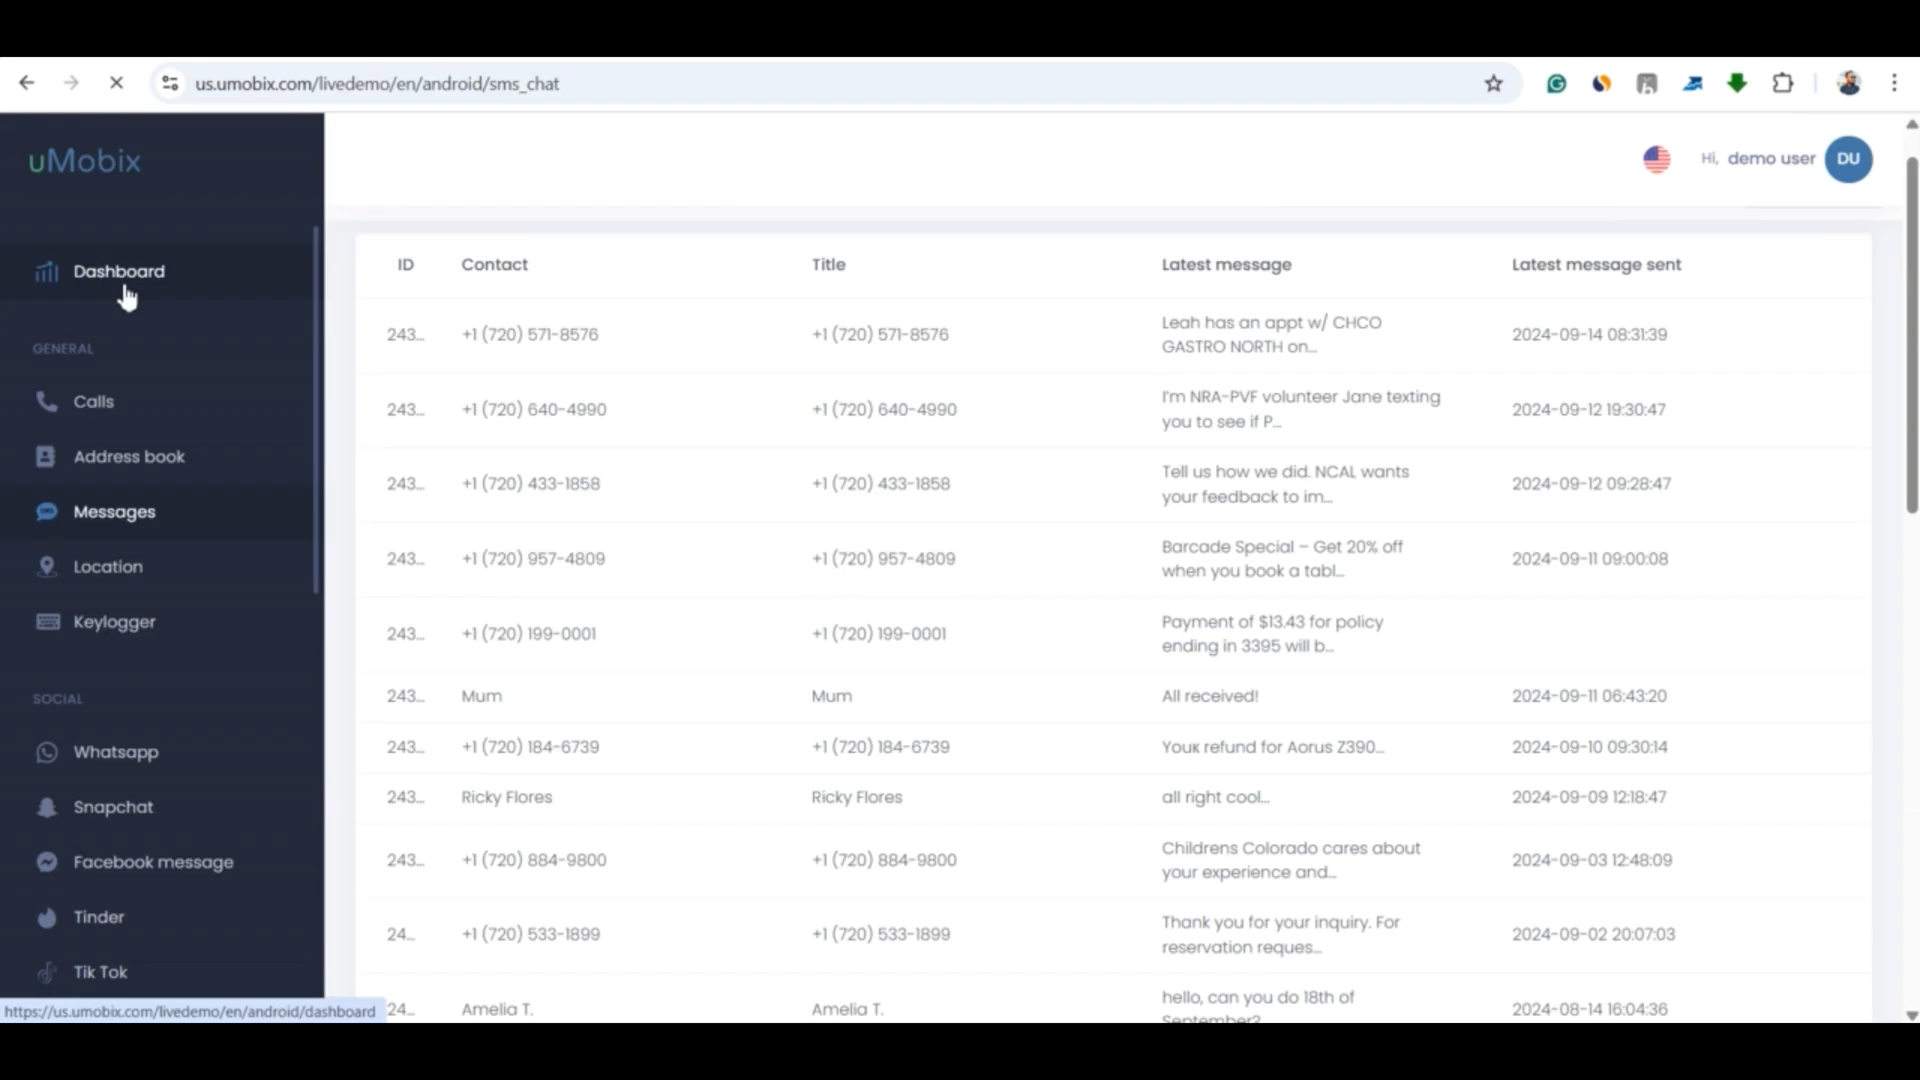 us.umobix.com/livedemo/en/android/sms_chat
uMobix
Hi, demo user DU
Dashboard
GENERAL
Calls
Address book
Messages
Location
Keylogger
SOCIAL
Whatsapp
Snapchat
Facebook message
Tinder
Tik Tok
https://us.umobix.com/livedemo/en/android/dashboard
ID Contact Title Latest message Latest message sent
243... +1 (720) 571-8576 +1 (720) 571-8576 Leah has an appt w/ CHCO 2024-09-14 08:31:39
GASTRO NORTH on...
243... +1 (720) 640-4990 +1 (720) 640-4990 I'm NRA-PVF volunteer Jane texting 2024-09-12 19:30:47
you to see if P...
243... +1 (720) 433-1858 +1 (720) 433-1858 Tell us how we did. NCAL wants 2024-09-12 09:28:47
your feedback to im...
243... +1 (720) 957-4809 +1 (720) 957-4809 Barcade Special – Get 20% off 2024-09-11 09:00:08
when you book a tabl...
243... +1 (720) 199-0001 +1 (720) 199-0001 Payment of $13.43 for policy
ending in 3395 will b...
243... Mum Mum All received! 2024-09-11 06:43:20
243... +1 (720) 184-6739 +1 (720) 184-6739 Youк refund for Aorus Z390... 2024-09-10 09:30:14
243... Ricky Flores Ricky Flores all right cool... 2024-09-09 12:18:47
243... +1 (720) 884-9800 +1 (720) 884-9800 Childrens Colorado cares about 2024-09-03 12:48:09
your experience and...
24... +1 (720) 533-1899 +1 (720) 533-1899 Thank you for your inquiry. For 2024-09-02 20:07:03
reservation reques...
24... Amelia T. Amelia T. hello, can you do 18th of 2024-08-14 16:04:36
September?